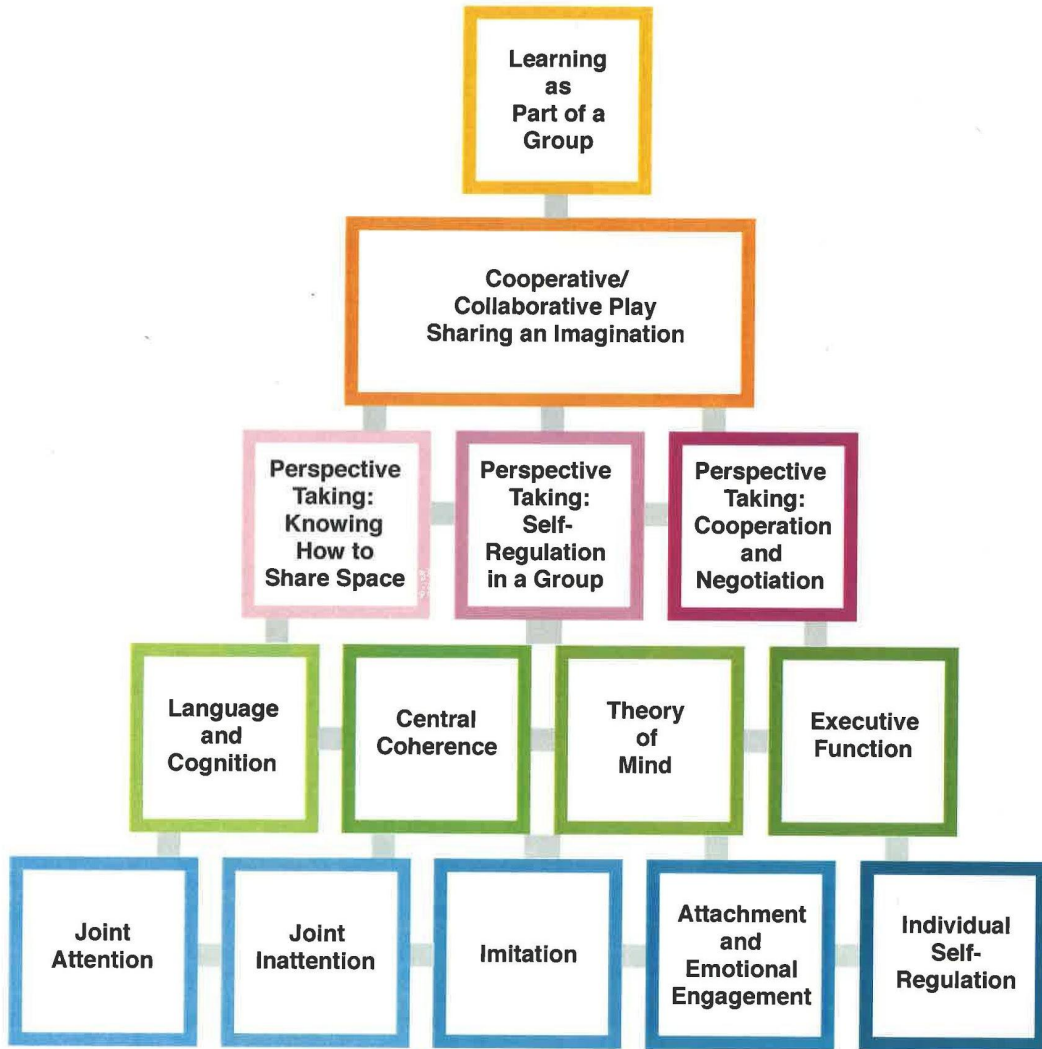 Learning
as
Part of a
Group
Cooperative/
Collaborative Play
Sharing an Imagination
Perspective
Taking:
Knowing
How to
Share Space
Perspective
Taking:
Self-
Regulation
in a Group
Perspective
Taking:
Cooperation
and
Negotiation
Language
and
Cognition
Central
Coherence
Theory
of
Mind
Executive
Function
Joint
Attention
Joint
Inattention
Imitation
Attachment
and
Emotional
Engagement
Individual
Self-
Regulation